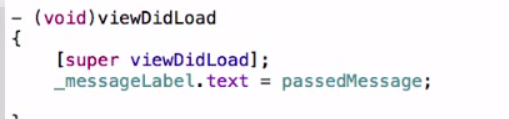 - (void)viewDidLoad
{
[super viewDidLoad];
_messageLabel.text = passedMessage;